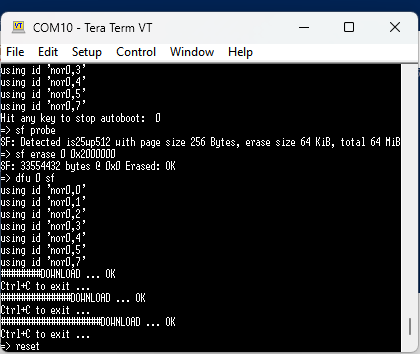 COM10 - Tera Term VT
File Edit Setup Control Window Help
using id 'nor0,3'
using id 'nor0,4'
using id 'nor0,5'
using id 'nor0,7'
Hit any key to stop autoboot:  0
=> sf probe
SF: Detected is25wp512 with page size 256 Bytes, erase size 64 KiB, total 64 MiB
=> sf erase 0 0x2000000
SF: 33554432 bytes @ 0x0 Erased: OK
=> dfu 0 sf
using id 'nor0,0'
using id 'nor0,1'
using id 'nor0,2'
using id 'nor0,3'
using id 'nor0,4'
using id 'nor0,5'
using id 'nor0,7'
########DOWNLOAD ... OK
Ctrl+C to exit ...
##############DOWNLOAD ... OK
Ctrl+C to exit ...
####################DOWNLOAD ... OK
Ctrl+C to exit ...
=> reset